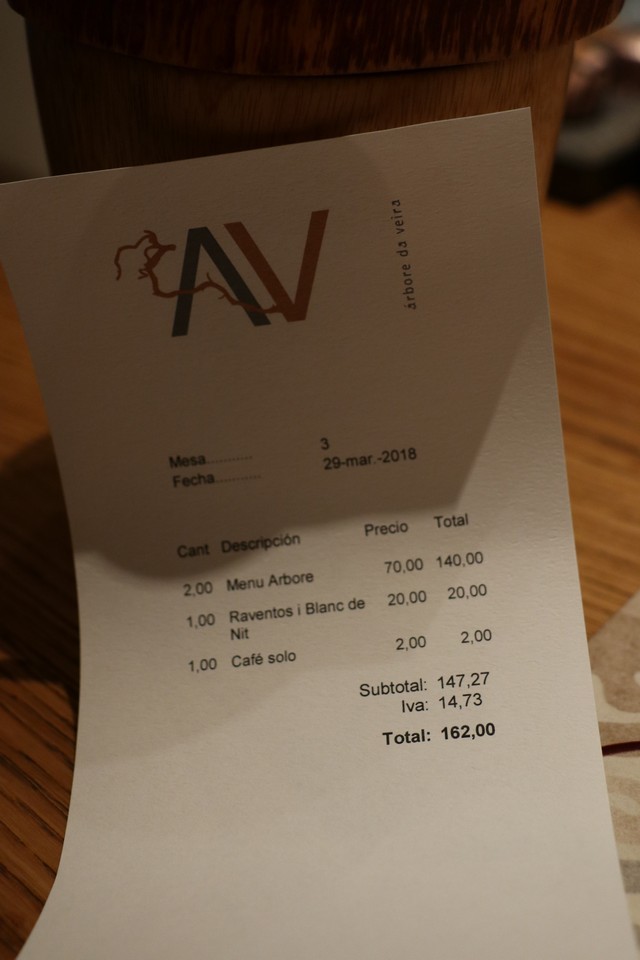 AV
árbore da veira
Mesa.......... 3
Fecha.......... 29-mar.-2018
Cant Descripción Precio Total
2,00 Menu Arbore 70,00 140,00
1,00 Raventos i Blanc de 20,00 20,00
Nit
1,00 Café solo 2,00 2,00
Subtotal: 147,27
Iva: 14,73
Total: 162,00